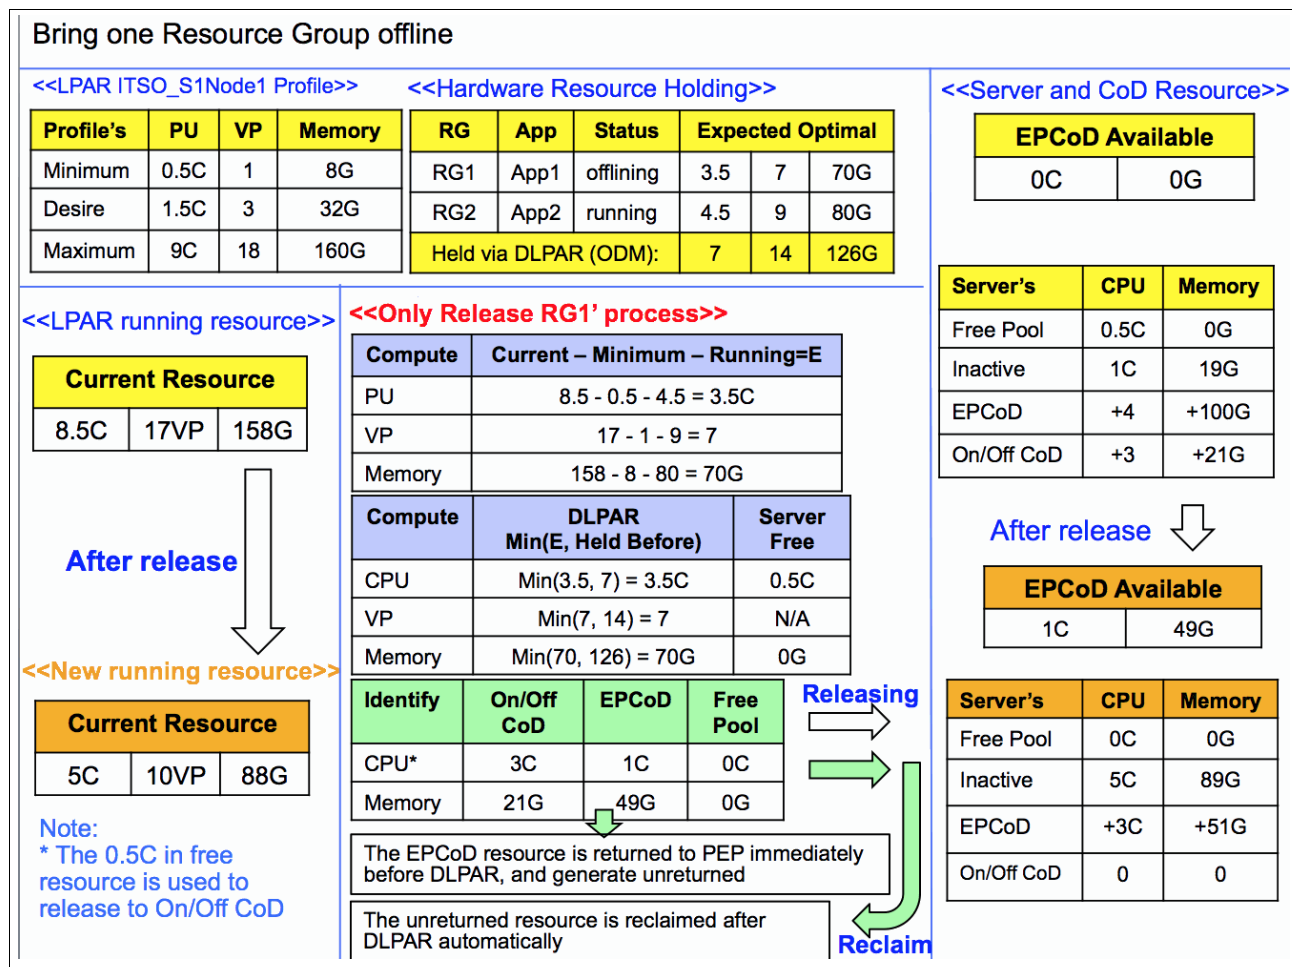 Bring one Resource Group offline
<<LPAR ITSO_S1Node1 Profile>>
Profile's PU VP Memory
Minimum 0.5C 1 8G
Desire 1.5C 3 32G
Maximum 9C 18 160G
<<Hardware Resource Holding>>
RG App Status Expected Optimal
RG1 App1 offlining 3.5 7 70G
RG2 App2 running 4.5 9 80G
Held via DLPAR (ODM): 7 14 126G
<<Server and CoD Resource>>
EPCoD Available
0C 0G
Server's CPU Memory
Free Pool 0.5C 0G
Inactive 1C 19G
EPCoD +4 +100G
On/Off CoD +3 +21G
After release
EPCoD Available
1C 49G
Server's CPU Memory
Free Pool 0C 0G
Inactive 5C 89G
EPCoD +3C +51G
On/Off CoD 0 0
<<LPAR running resource>>
Current Resource
8.5C 17VP 158G
After release
<<New running resource>>
Current Resource
5C 10VP 88G
Note:
* The 0.5C in free
resource is used to
release to On/Off CoD
<<Only Release RG1' process>>
Compute Current – Minimum – Running=E
PU 8.5 - 0.5 - 4.5 = 3.5C
VP 17 - 1 - 9 = 7
Memory 158 - 8 - 80 = 70G
Compute DLPAR Server
Min(E, Held Before) Free
CPU Min(3.5, 7) = 3.5C 0.5C
VP Min(7, 14) = 7 N/A
Memory Min(70, 126) = 70G 0G
Identify On/Off EPCoD Free
CoD Pool
CPU* 3C 1C 0C
Memory 21G 49G 0G
Releasing
The EPCoD resource is returned to PEP immediately
before DLPAR, and generate unreturned
The unreturned resource is reclaimed after
DLPAR automatically
Reclaim